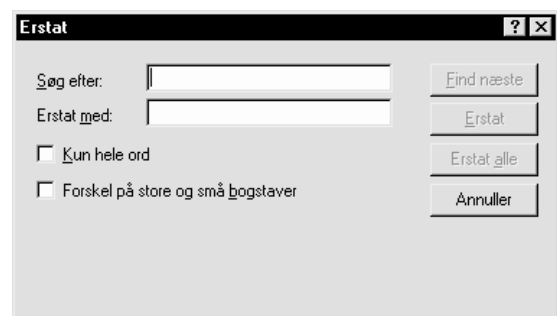 Erstat
Søg efter:
Find næste
Erstat med:
Erstat
Kun hele ord
Erstat alle
Forskel på store og små bogstaver
Annuller